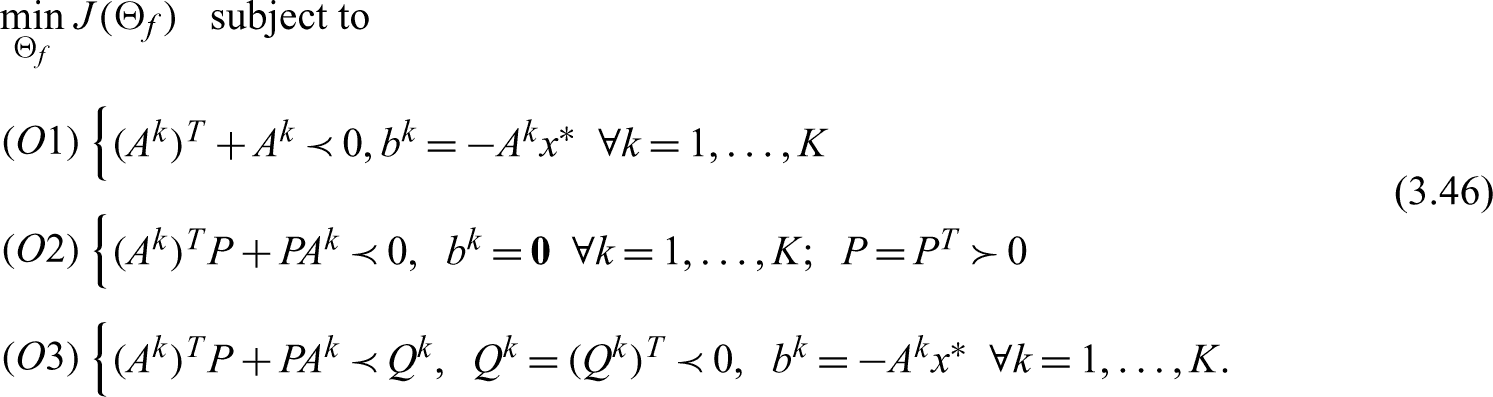 min J(Θ_f) subject to
Θ_f
(O1) { (A^k)^T + A^k ≺ 0, b^k = −A^k x* ∀k = 1, . . . , K
(3.46)
(O2) { (A^k)^T P + PA^k ≺ 0, b^k = 𝟎 ∀k = 1, . . . , K; P = P^T ≻ 0
(O3) { (A^k)^T P + PA^k ≺ Q^k, Q^k = (Q^k)^T ≺ 0, b^k = −A^k x* ∀k = 1, . . . , K.